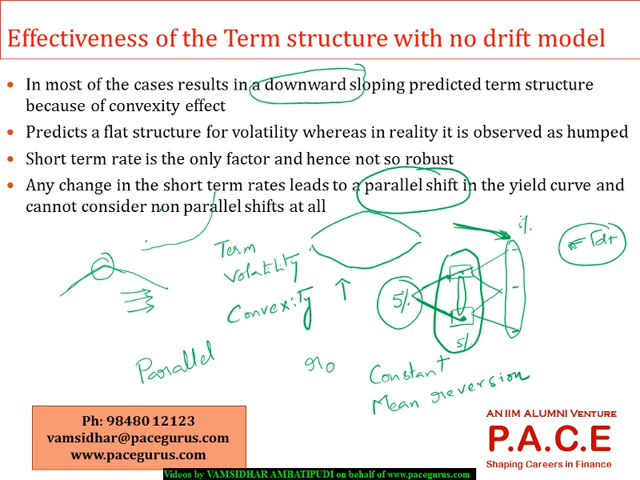 Effectiveness of the Term structure with no drift model
• In most of the cases results in a downward sloping predicted term structure
because of convexity effect
• Predicts a flat structure for volatility whereas in reality it is observed as humped
• Short term rate is the only factor and hence not so robust
• Any change in the short term rates leads to a parallel shift in the yield curve and
cannot consider non parallel shifts at all
Term
Volatility
Convexity
5%
5%
Parallel
Constant
Mean reversion
Ph: 98480 12123
vamsidhar@pacegurus.com
www.pacegurus.com
AN IIM ALUMNI VENTURE
P.A.C.E
Shaping Careers in Finance
Videos by VAMSIDHAR AMBATIPUDI on behalf of www.pacegurus.com